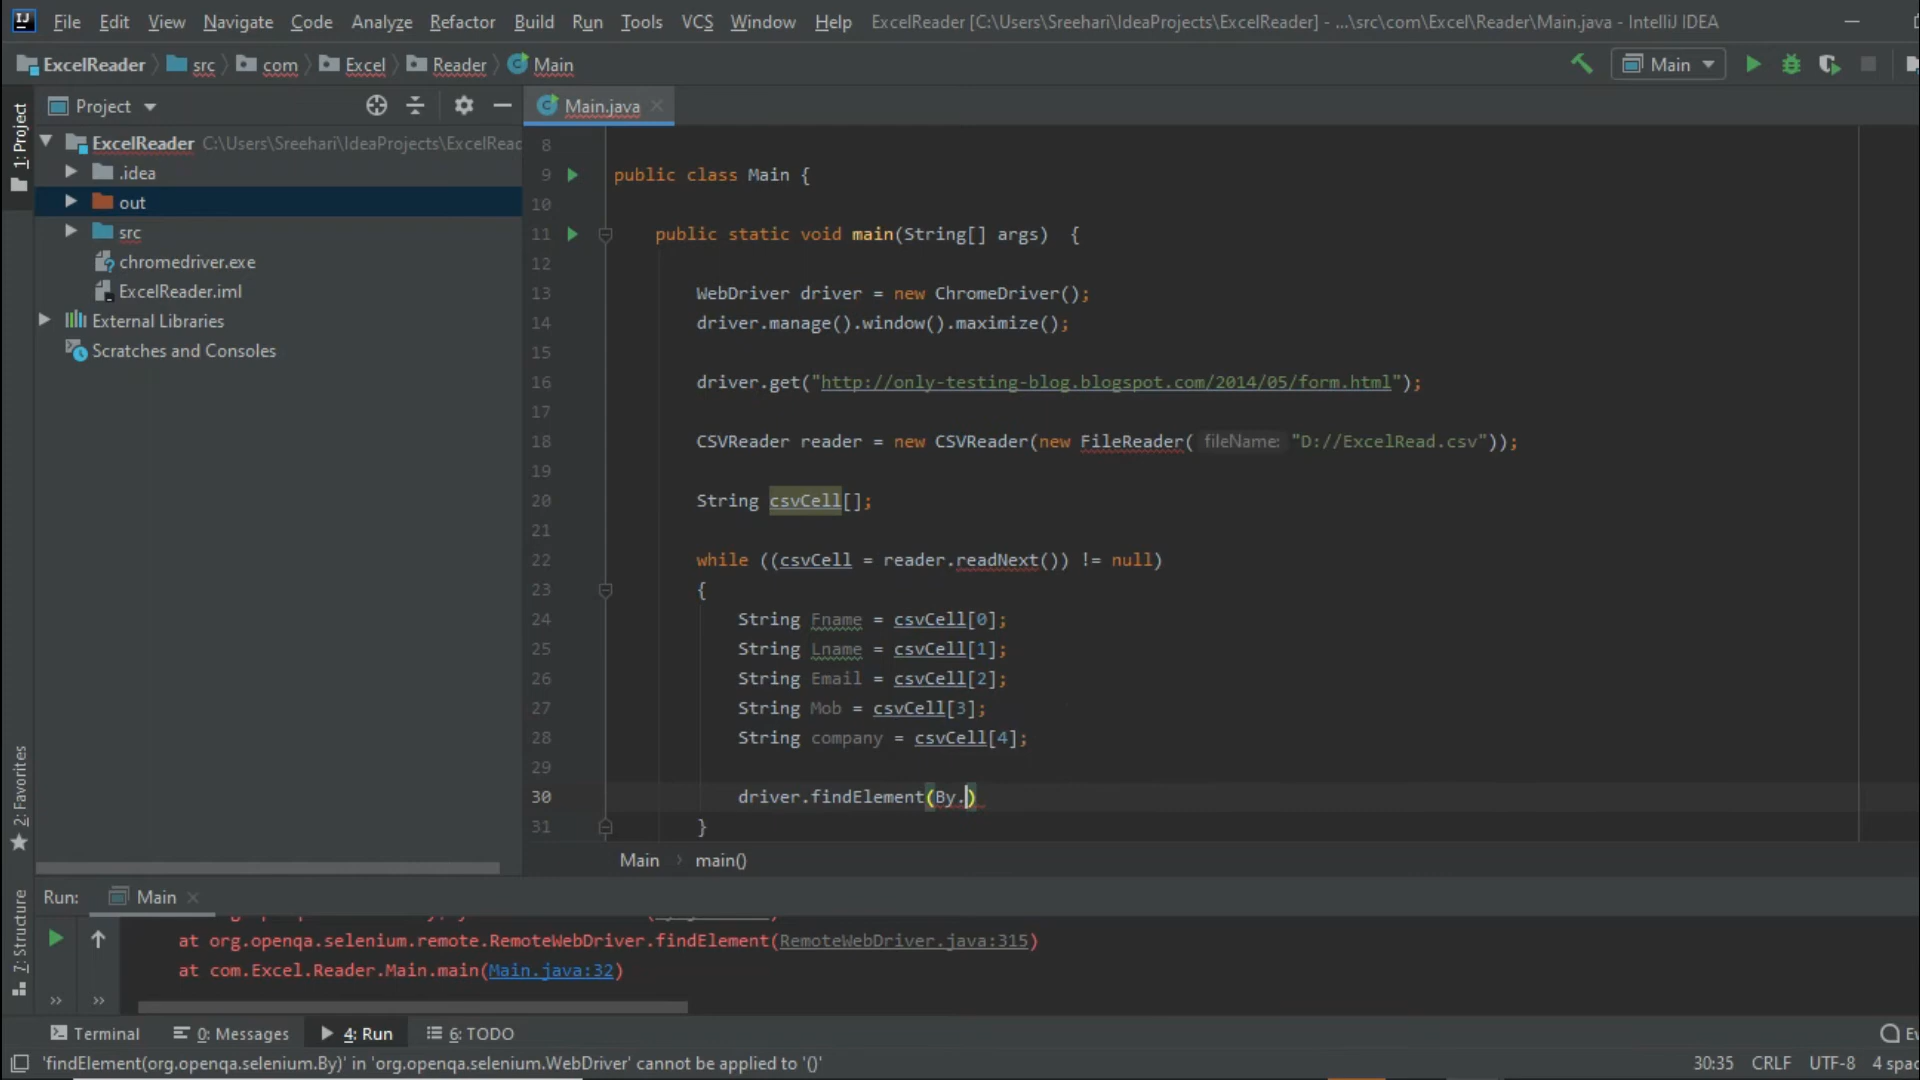 File Edit View Navigate Code Analyze Refactor Build Run Tools VCS Window Help ExcelReader [C:\Users\Sreehari\IdeaProjects\ExcelReader] - ...\src\com\Excel\Reader\Main.java - IntelliJ IDEA
ExcelReader src com Excel Reader Main Main
Project Main.java
1: Project
ExcelReader C:\Users\Sreehari\IdeaProjects\ExcelRead
.idea
out
src
chromedriver.exe
ExcelReader.iml
External Libraries
Scratches and Consoles
8
9 public class Main {
10
11 public static void main(String[] args) {
12
13 WebDriver driver = new ChromeDriver();
14 driver.manage().window().maximize();
15
16 driver.get("http://only-testing-blog.blogspot.com/2014/05/form.html");
17
18 CSVReader reader = new CSVReader(new FileReader( fileName: "D://ExcelRead.csv"));
19
20 String csvCell[];
21
22 while ((csvCell = reader.readNext()) != null)
23 {
24 String Fname = csvCell[0];
25 String Lname = csvCell[1];
26 String Email = csvCell[2];
27 String Mob = csvCell[3];
28 String company = csvCell[4];
29
30 driver.findElement(By.)
31 }
Main › main()
2: Favorites
7: Structure
Run: Main
at org.openqa.selenium.remote.RemoteWebDriver.findElement(RemoteWebDriver.java:315)
at com.Excel.Reader.Main.main(Main.java:32)
Terminal 0: Messages 4: Run 6: TODO
'findElement(org.openqa.selenium.By)' in 'org.openqa.selenium.WebDriver' cannot be applied to '()' 30:35 CRLF UTF-8 4 spac